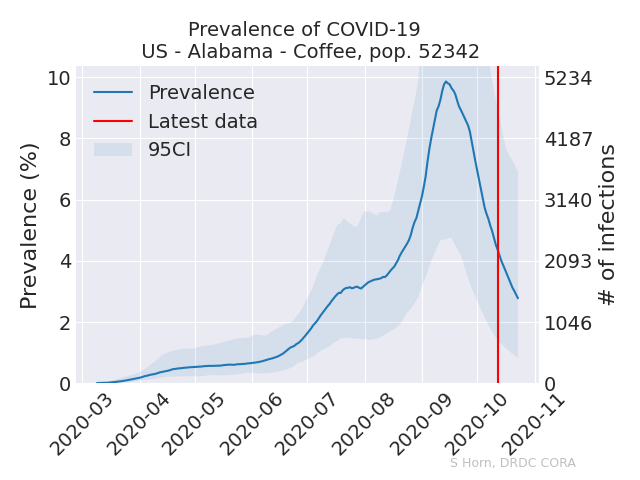 Prevalence of COVID-19
US - Alabama - Coffee, pop. 52342
Prevalence
Latest data
95CI
Prevalence (%)
10
8
6
4
2
0
5234
4187
3140
2093
1046
0
# of infections
2020-03
2020-04
2020-05
2020-06
2020-07
2020-08
2020-09
2020-10
2020-11
S Horn, DRDC CORA